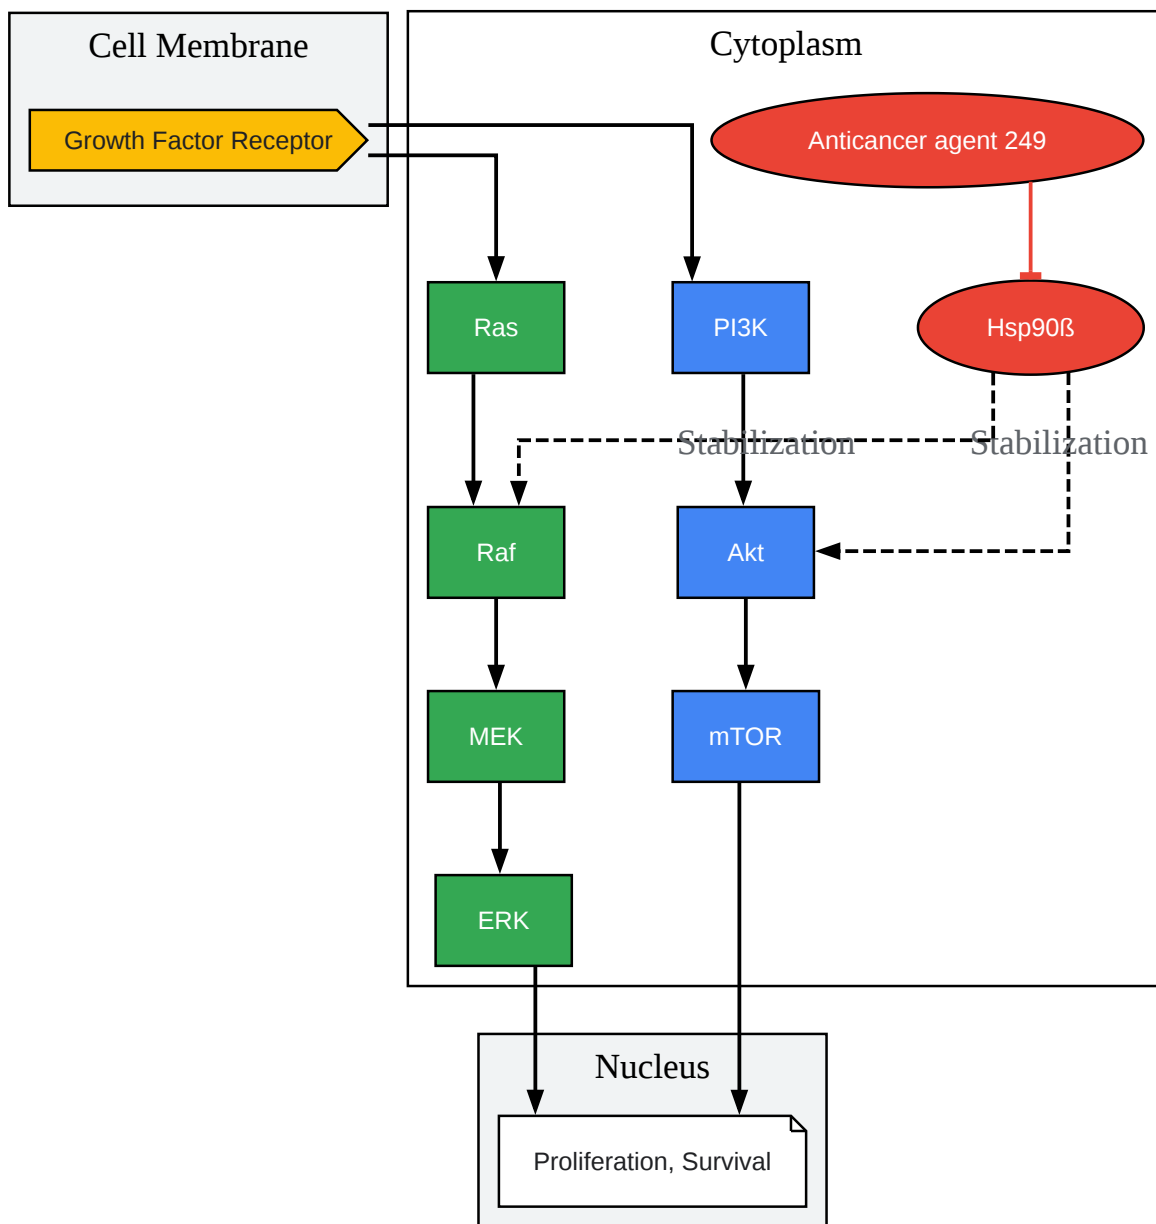 Cell Membrane
Cytoplasm
Growth Factor Receptor
Anticancer agent 249
Ras
PI3K
Hsp90ß
Stabilization
Stabilization
Raf
Akt
MEK
mTOR
ERK
Nucleus
Proliferation, Survival